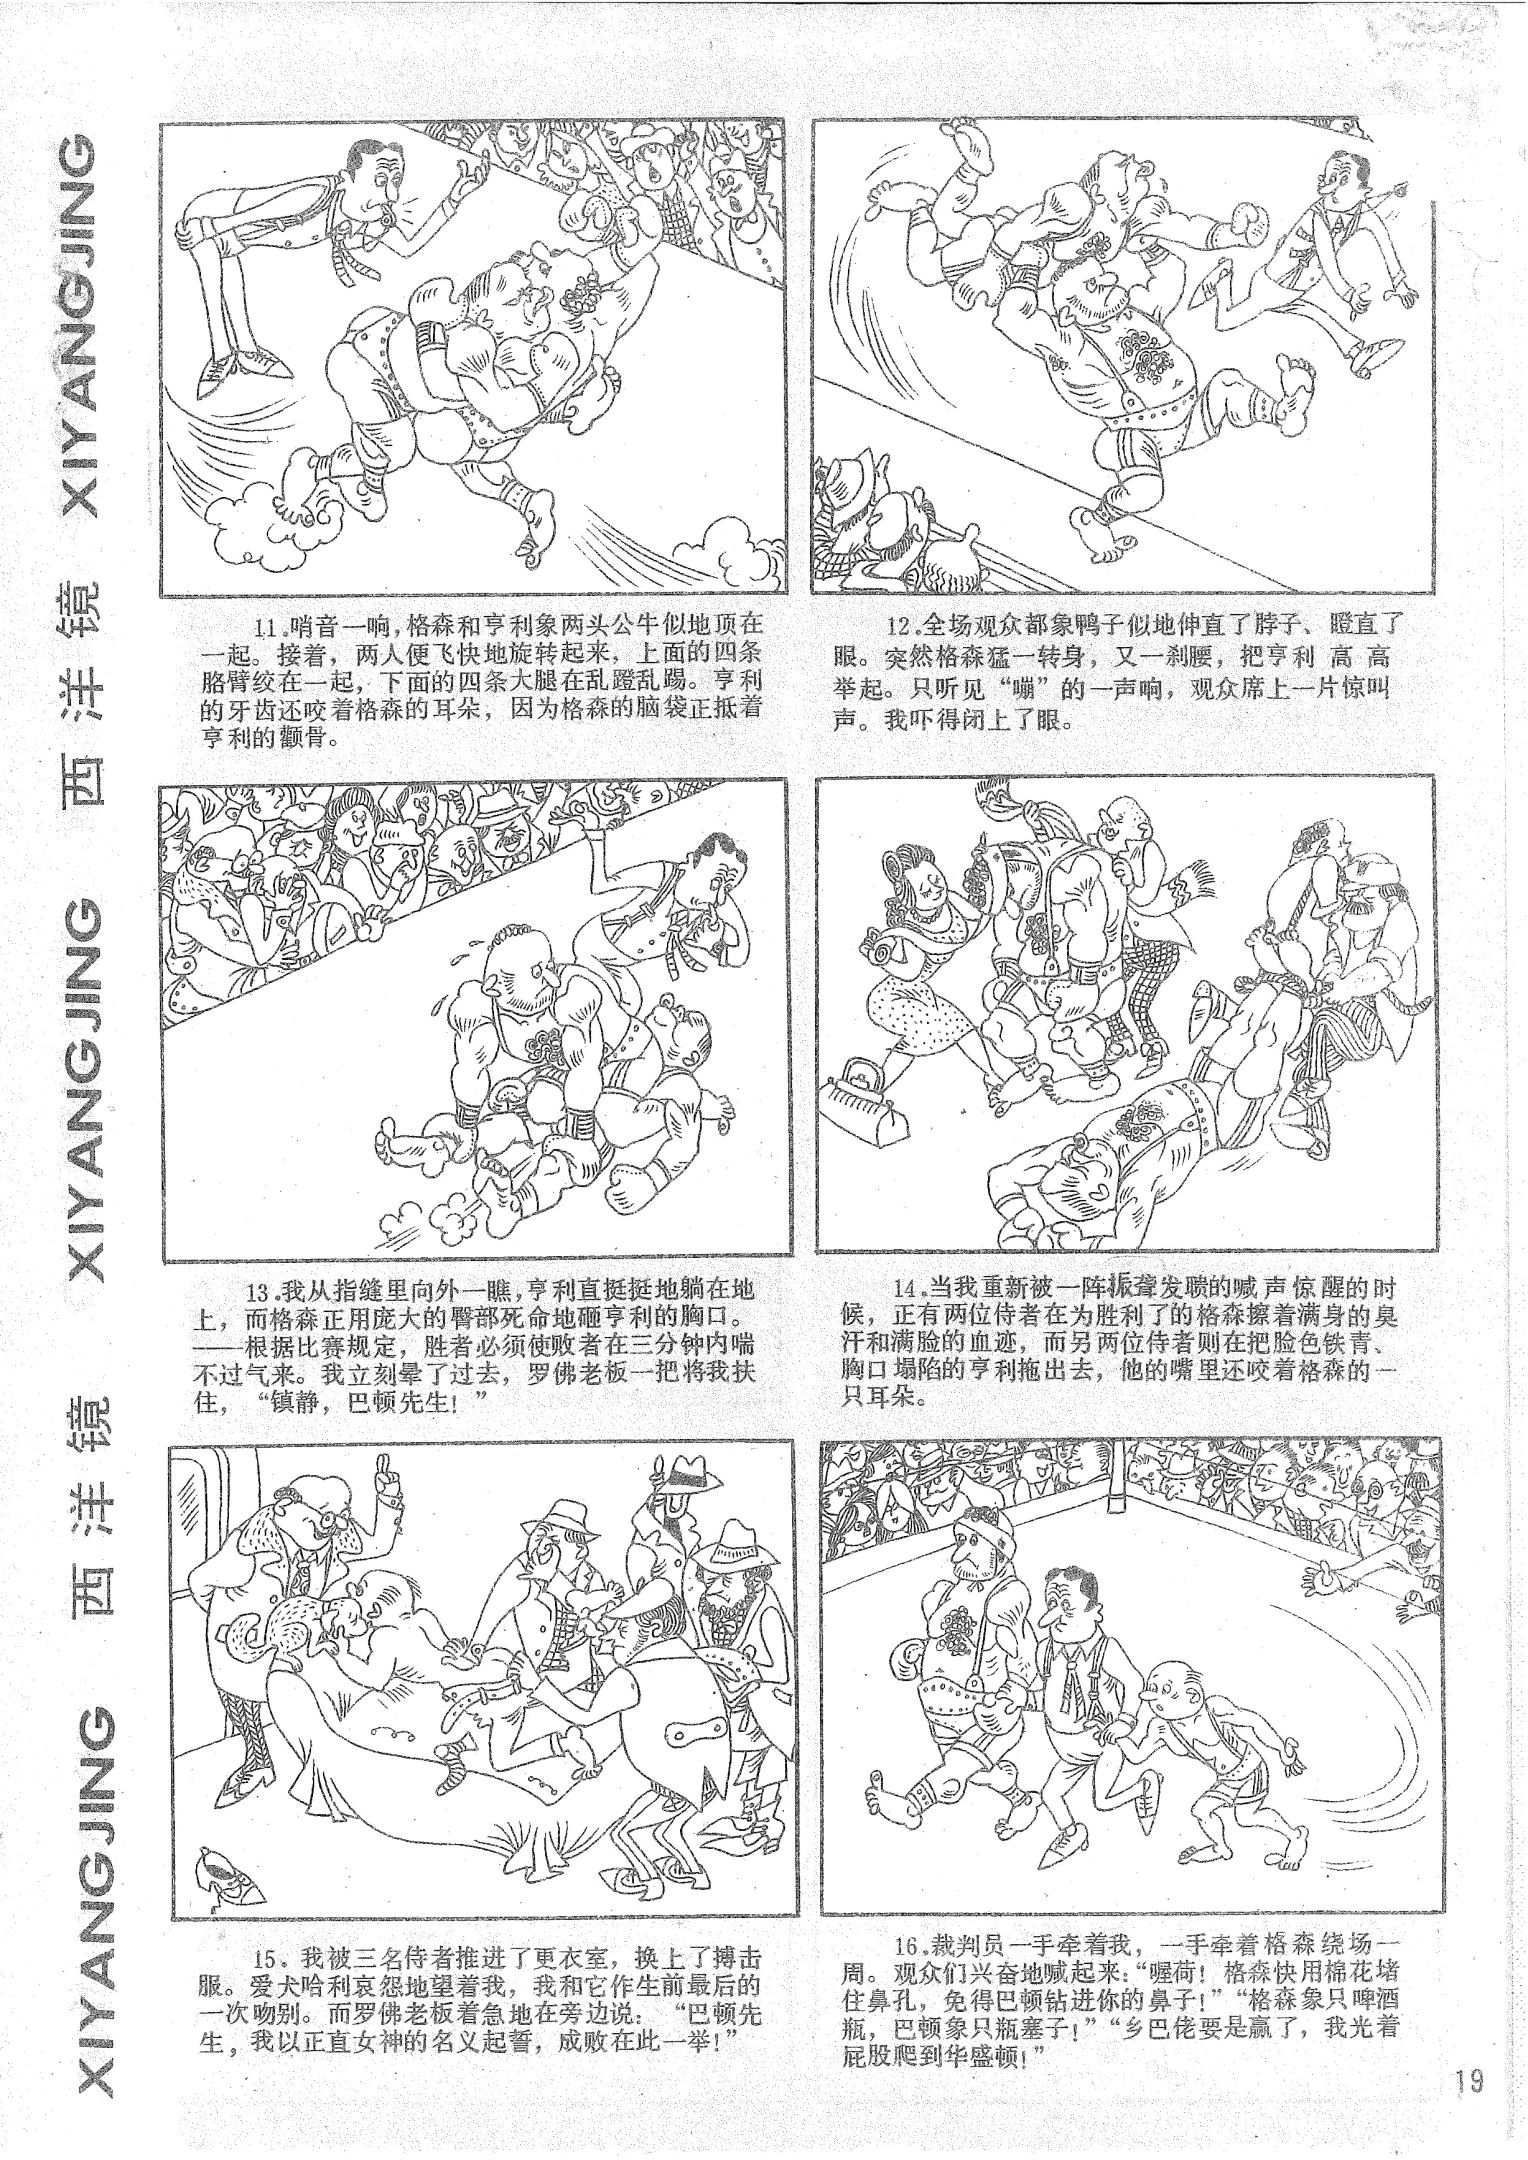 XIYANGJING 西洋镜 XIYANGJING 西洋镜 XIYANGJING
11.哨音一响，格森和亨利象两头公牛似地顶在
一起。接着，两人便飞快地旋转起来，上面的四条
胳臂绞在一起，下面的四条大腿在乱蹬乱踢。亨利
的牙齿还咬着格森的耳朵，因为格森的脑袋正抵着
亨利的颧骨。
12.全场观众都象鸭子似地伸直了脖子、瞪直了
眼。突然格森猛一转身，又一刹腰，把亨利高高
举起。只听见“嘣”的一声响，观众席上一片惊叫
声。我吓得闭上了眼。
13.我从指缝里向外一瞧，亨利直挺挺地躺在地
上，而格森正用庞大的臀部死命地砸亨利的胸口。
——根据比赛规定，胜者必须使败者在三分钟内喘
不过气来。我立刻晕了过去，罗佛老板一把将我扶
住，“镇静，巴顿先生！”
14.当我重新被一阵振聋发聩的喊声惊醒的时
候，正有两位侍者在为胜利了的格森擦着满身的臭
汗和满脸的血迹，而另两位侍者则在把脸色铁青、
胸口塌陷的亨利拖出去，他的嘴里还咬着格森的一
只耳朵。
15.我被三名侍者推进了更衣室，换上了搏击
服。爱犬哈利哀怨地望着我，我和它作生前最后的
一次吻别。而罗佛老板着急地在旁边说：“巴顿先
生，我以正直女神的名义起誓，成败在此一举！”
16.裁判员一手牵着我，一手牵着格森绕场一
周。观众们兴奋地喊起来：“喔荷！格森快用棉花堵
住鼻孔，免得巴顿钻进你的鼻子！”“格森象只啤酒
瓶，巴顿象只瓶塞子！”“乡巴佬要是赢了，我光着
屁股爬到华盛顿！”
19